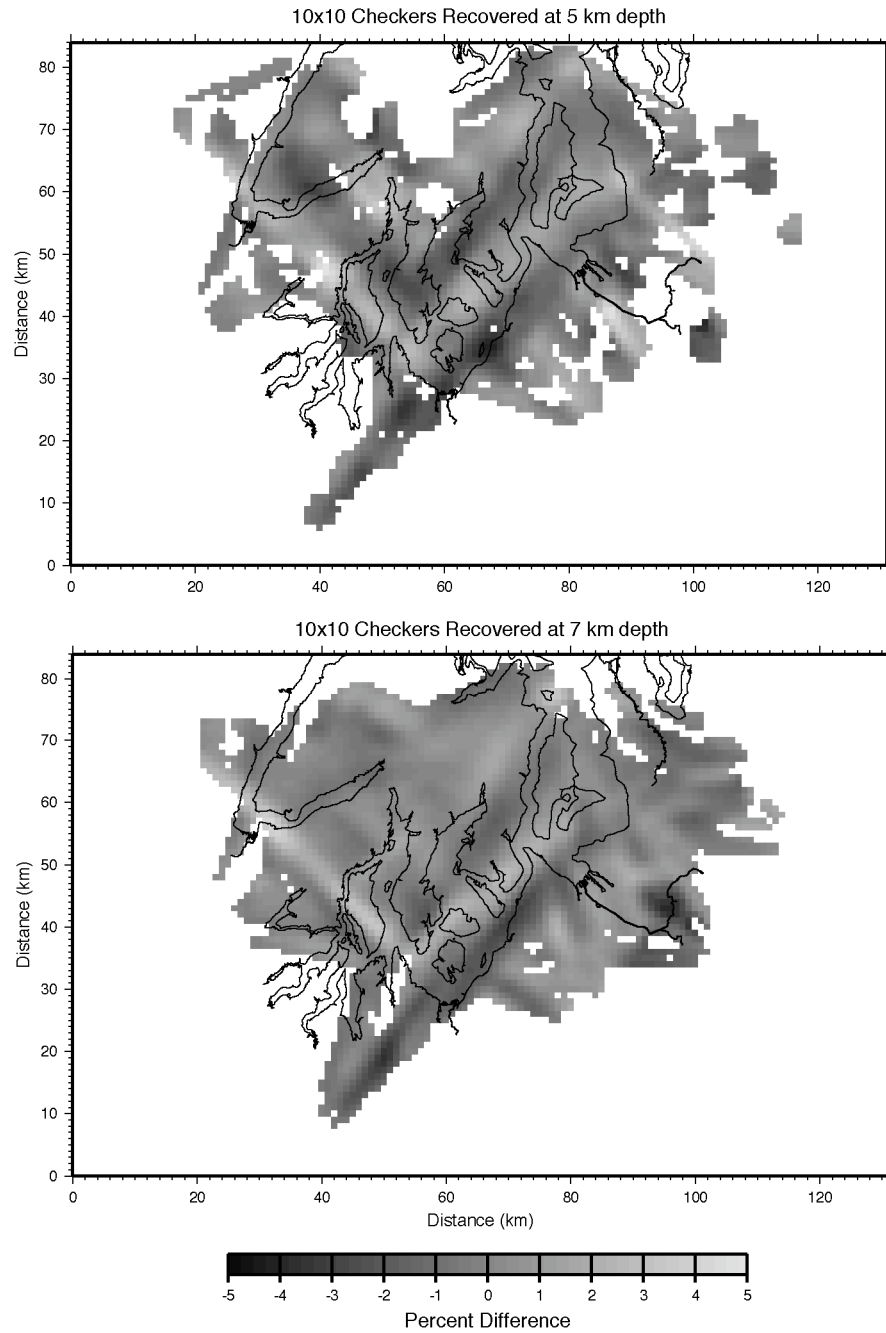 10x10 Checkers Recovered at 5 km depth
80
70
60
50
40
30
20
10
0
Distance (km)
0 20 40 60 80 100 120
10x10 Checkers Recovered at 7 km depth
80
70
60
50
40
30
20
10
0
Distance (km)
0 20 40 60 80 100 120
Distance (km)
-5 -4 -3 -2 -1 0 1 2 3 4 5
Percent Difference